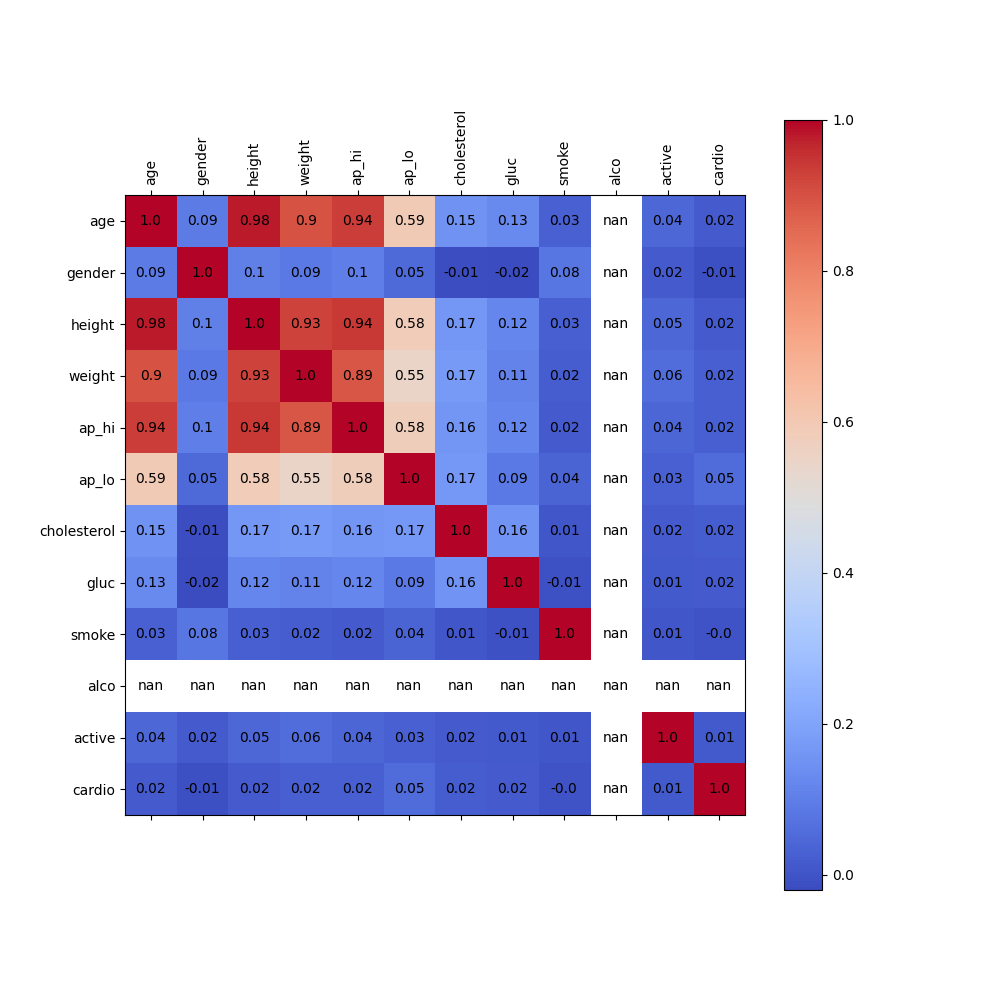 age gender height weight ap_hi ap_lo cholesterol gluc smoke alco active cardio
age 1.0 0.09 0.98 0.9 0.94 0.59 0.15 0.13 0.03 nan 0.04 0.02
gender 0.09 1.0 0.1 0.09 0.1 0.05 -0.01 -0.02 0.08 nan 0.02 -0.01
height 0.98 0.1 1.0 0.93 0.94 0.58 0.17 0.12 0.03 nan 0.05 0.02
weight 0.9 0.09 0.93 1.0 0.89 0.55 0.17 0.11 0.02 nan 0.06 0.02
ap_hi 0.94 0.1 0.94 0.89 1.0 0.58 0.16 0.12 0.02 nan 0.04 0.02
ap_lo 0.59 0.05 0.58 0.55 0.58 1.0 0.17 0.09 0.04 nan 0.03 0.05
cholesterol 0.15 -0.01 0.17 0.17 0.16 0.17 1.0 0.16 0.01 nan 0.02 0.02
gluc 0.13 -0.02 0.12 0.11 0.12 0.09 0.16 1.0 -0.01 nan 0.01 0.02
smoke 0.03 0.08 0.03 0.02 0.02 0.04 0.01 -0.01 1.0 nan 0.01 -0.0
alco nan nan nan nan nan nan nan nan nan nan nan nan
active 0.04 0.02 0.05 0.06 0.04 0.03 0.02 0.01 0.01 nan 1.0 0.01
cardio 0.02 -0.01 0.02 0.02 0.02 0.05 0.02 0.02 -0.0 nan 0.01 1.0
1.0
0.8
0.6
0.4
0.2
0.0